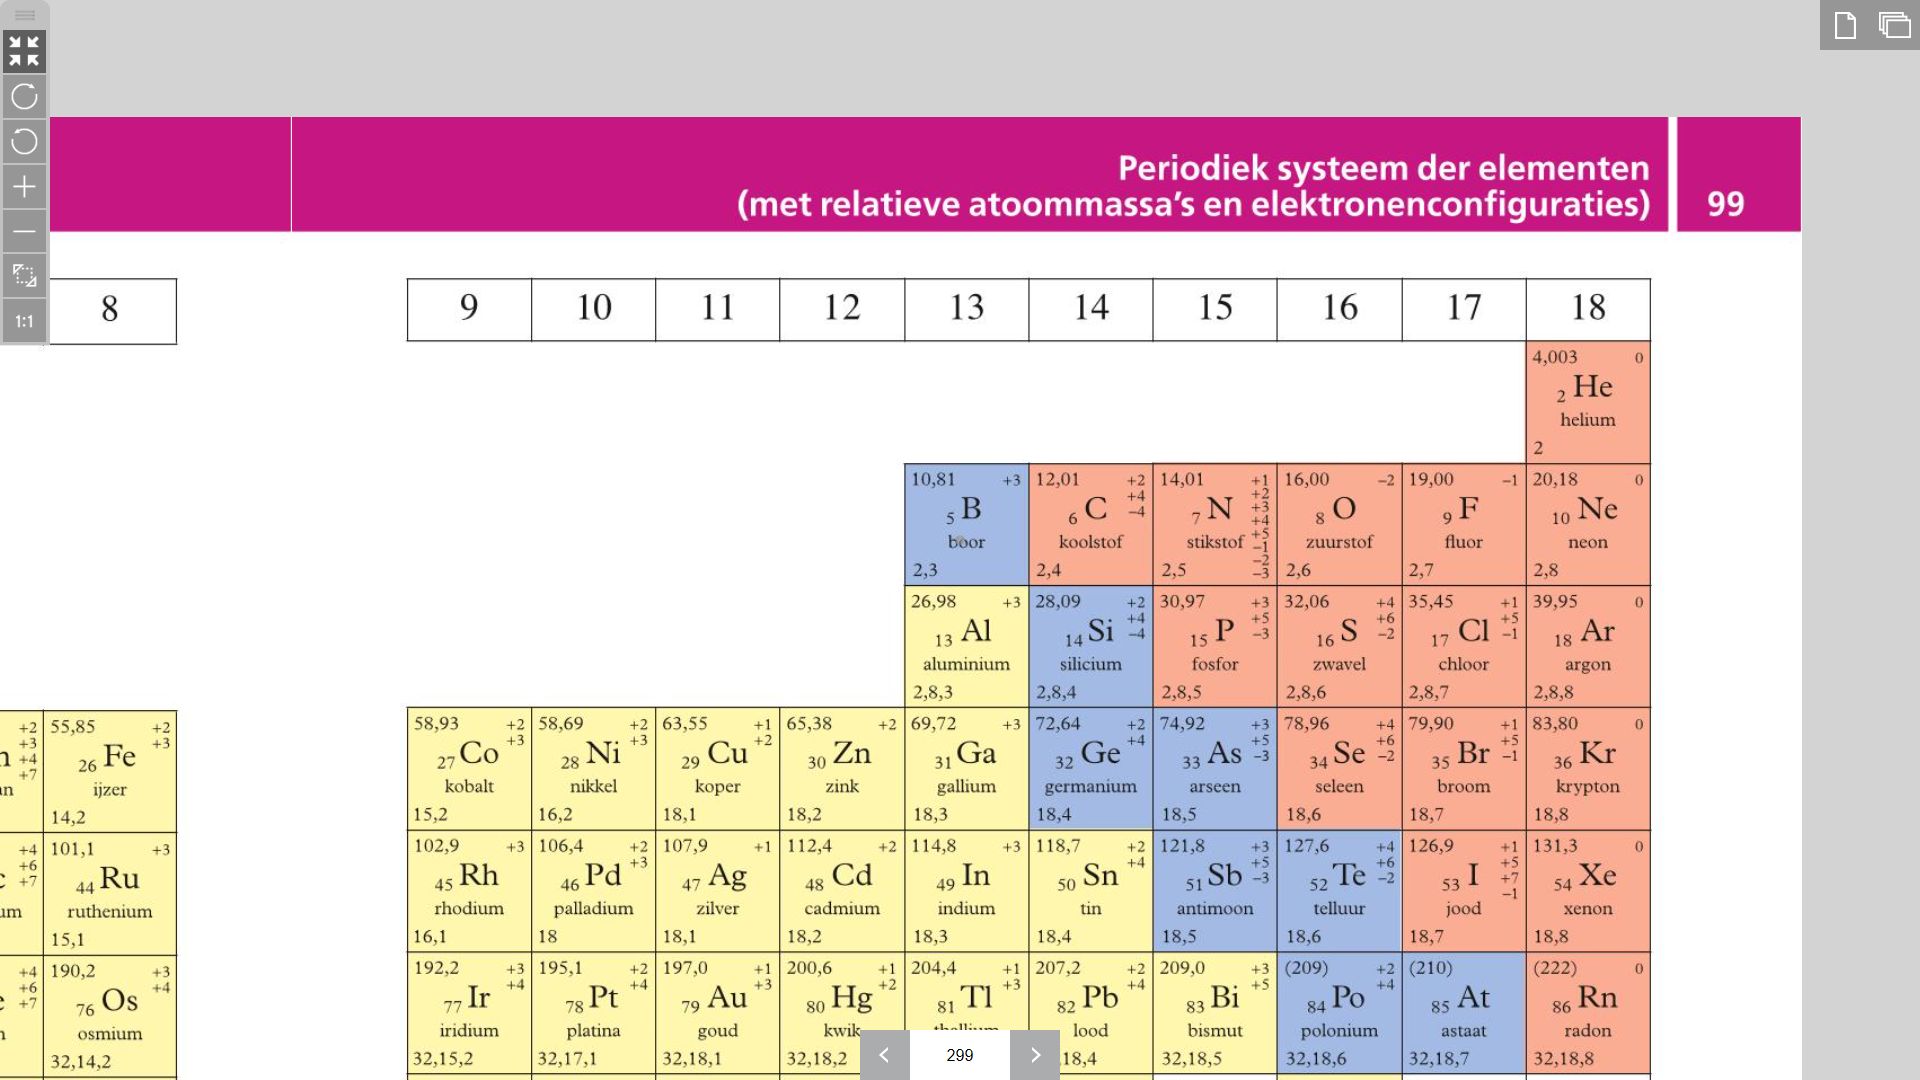 1:1
Periodiek systeem der elementen
(met relatieve atoommassa's en elektronenconfiguraties)
99
8 9 10 11 12 13 14 15 16 17 18
4,003 0
2 He
helium
2
10,81 +3
5 B
boor
2,3
12,01 +2 +4 −4
6 C
koolstof
2,4
14,01 +1 +2 +3 +4 +5 −1 −2 −3
7 N
stikstof
2,5
16,00 −2
8 O
zuurstof
2,6
19,00 −1
9 F
fluor
2,7
20,18 0
10 Ne
neon
2,8
26,98 +3
13 Al
aluminium
2,8,3
28,09 +2 +4 −4
14 Si
silicium
2,8,4
30,97 +3 +5 −3
15 P
fosfor
2,8,5
32,06 +4 +6 −2
16 S
zwavel
2,8,6
35,45 +1 +5 −1
17 Cl
chloor
2,8,7
39,95 0
18 Ar
argon
2,8,8
+2 +3 +4 +7
55,85 +2 +3
26 Fe
ijzer
14,2
58,93 +2 +3
27 Co
kobalt
15,2
58,69 +2 +3
28 Ni
nikkel
16,2
63,55 +1 +2
29 Cu
koper
18,1
65,38 +2
30 Zn
zink
18,2
69,72 +3
31 Ga
gallium
18,3
72,64 +2 +4
32 Ge
germanium
18,4
74,92 +3 +5 −3
33 As
arseen
18,5
78,96 +4 +6 −2
34 Se
seleen
18,6
79,90 +1 +5 −1
35 Br
broom
18,7
83,80 0
36 Kr
krypton
18,8
+4 +6 +7
101,1 +3
44 Ru
ruthenium
15,1
102,9 +3
45 Rh
rhodium
16,1
106,4 +2 +3
46 Pd
palladium
18
107,9 +1
47 Ag
zilver
18,1
112,4 +2
48 Cd
cadmium
18,2
114,8 +3
49 In
indium
18,3
118,7 +2 +4
50 Sn
tin
18,4
121,8 +3 +5 −3
51 Sb
antimoon
18,5
127,6 +4 +6 −2
52 Te
telluur
18,6
126,9 +1 +5 +7 −1
53 I
jood
18,7
131,3 0
54 Xe
xenon
18,8
+4 +6 +7
190,2 +3 +4
76 Os
osmium
32,14,2
192,2 +3 +4
77 Ir
iridium
32,15,2
195,1 +2 +4
78 Pt
platina
32,17,1
197,0 +1 +3
79 Au
goud
32,18,1
200,6 +1 +2
80 Hg
kwik
32,18,2
204,4 +1 +3
81 Tl
thallium
207,2 +2 +4
82 Pb
lood
18,4
209,0 +3 +5
83 Bi
bismut
32,18,5
(209) +2 +4
84 Po
polonium
32,18,6
(210)
85 At
astaat
32,18,7
(222) 0
86 Rn
radon
32,18,8
299